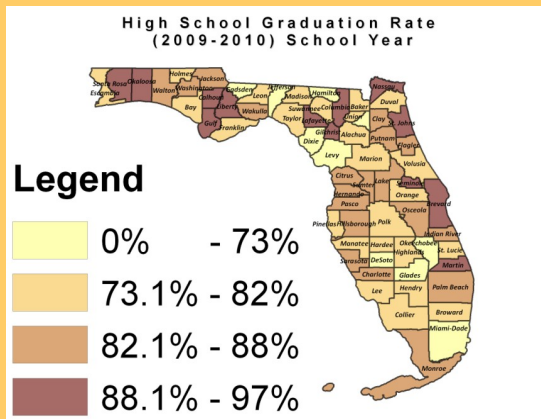 High School Graduation Rate
(2009-2010) School Year
Holmes
Jackson
Santa Rosa
Okaloosa
Escambia
Walton
Washington
Bay
Calhoun
Gulf
Liberty
Gadsden
Franklin
Leon
Wakulla
Jefferson
Madison
Taylor
Hamilton
Suwannee
Lafayette
Dixie
Columbia
Gilchrist
Baker
Union
Nassau
Duval
Clay
St. Johns
Alachua
Putnam
Flagler
Levy
Marion
Volusia
Citrus
Sumter
Lake
Hernando
Seminole
Orange
Pasco
Brevard
Osceola
Pinellas
Hillsborough
Polk
Indian River
Manatee
Hardee
Okeechobee
Highlands
St. Lucie
Sarasota
DeSoto
Martin
Charlotte
Glades
Lee
Hendry
Palm Beach
Collier
Broward
Miami-Dade
Monroe
Legend
0% - 73%
73.1% - 82%
82.1% - 88%
88.1% - 97%